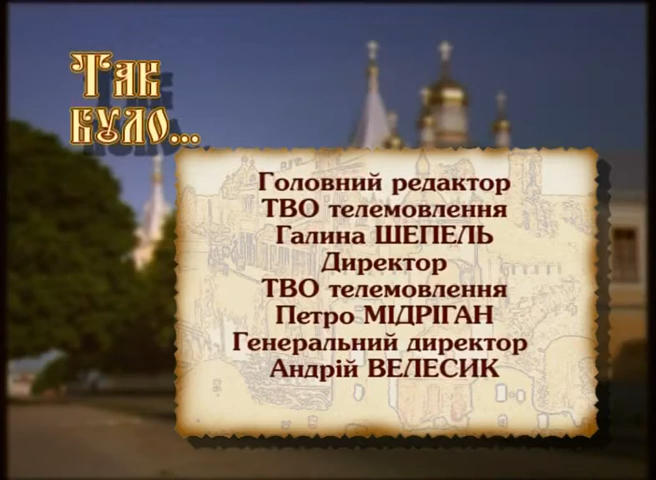 Так
було...
Головний редактор
ТВО телемовлення
Галина ШЕПЕЛЬ
Директор
ТВО телемовлення
Петро МІДРІГАН
Генеральний директор
Андрій ВЕЛЕСИК